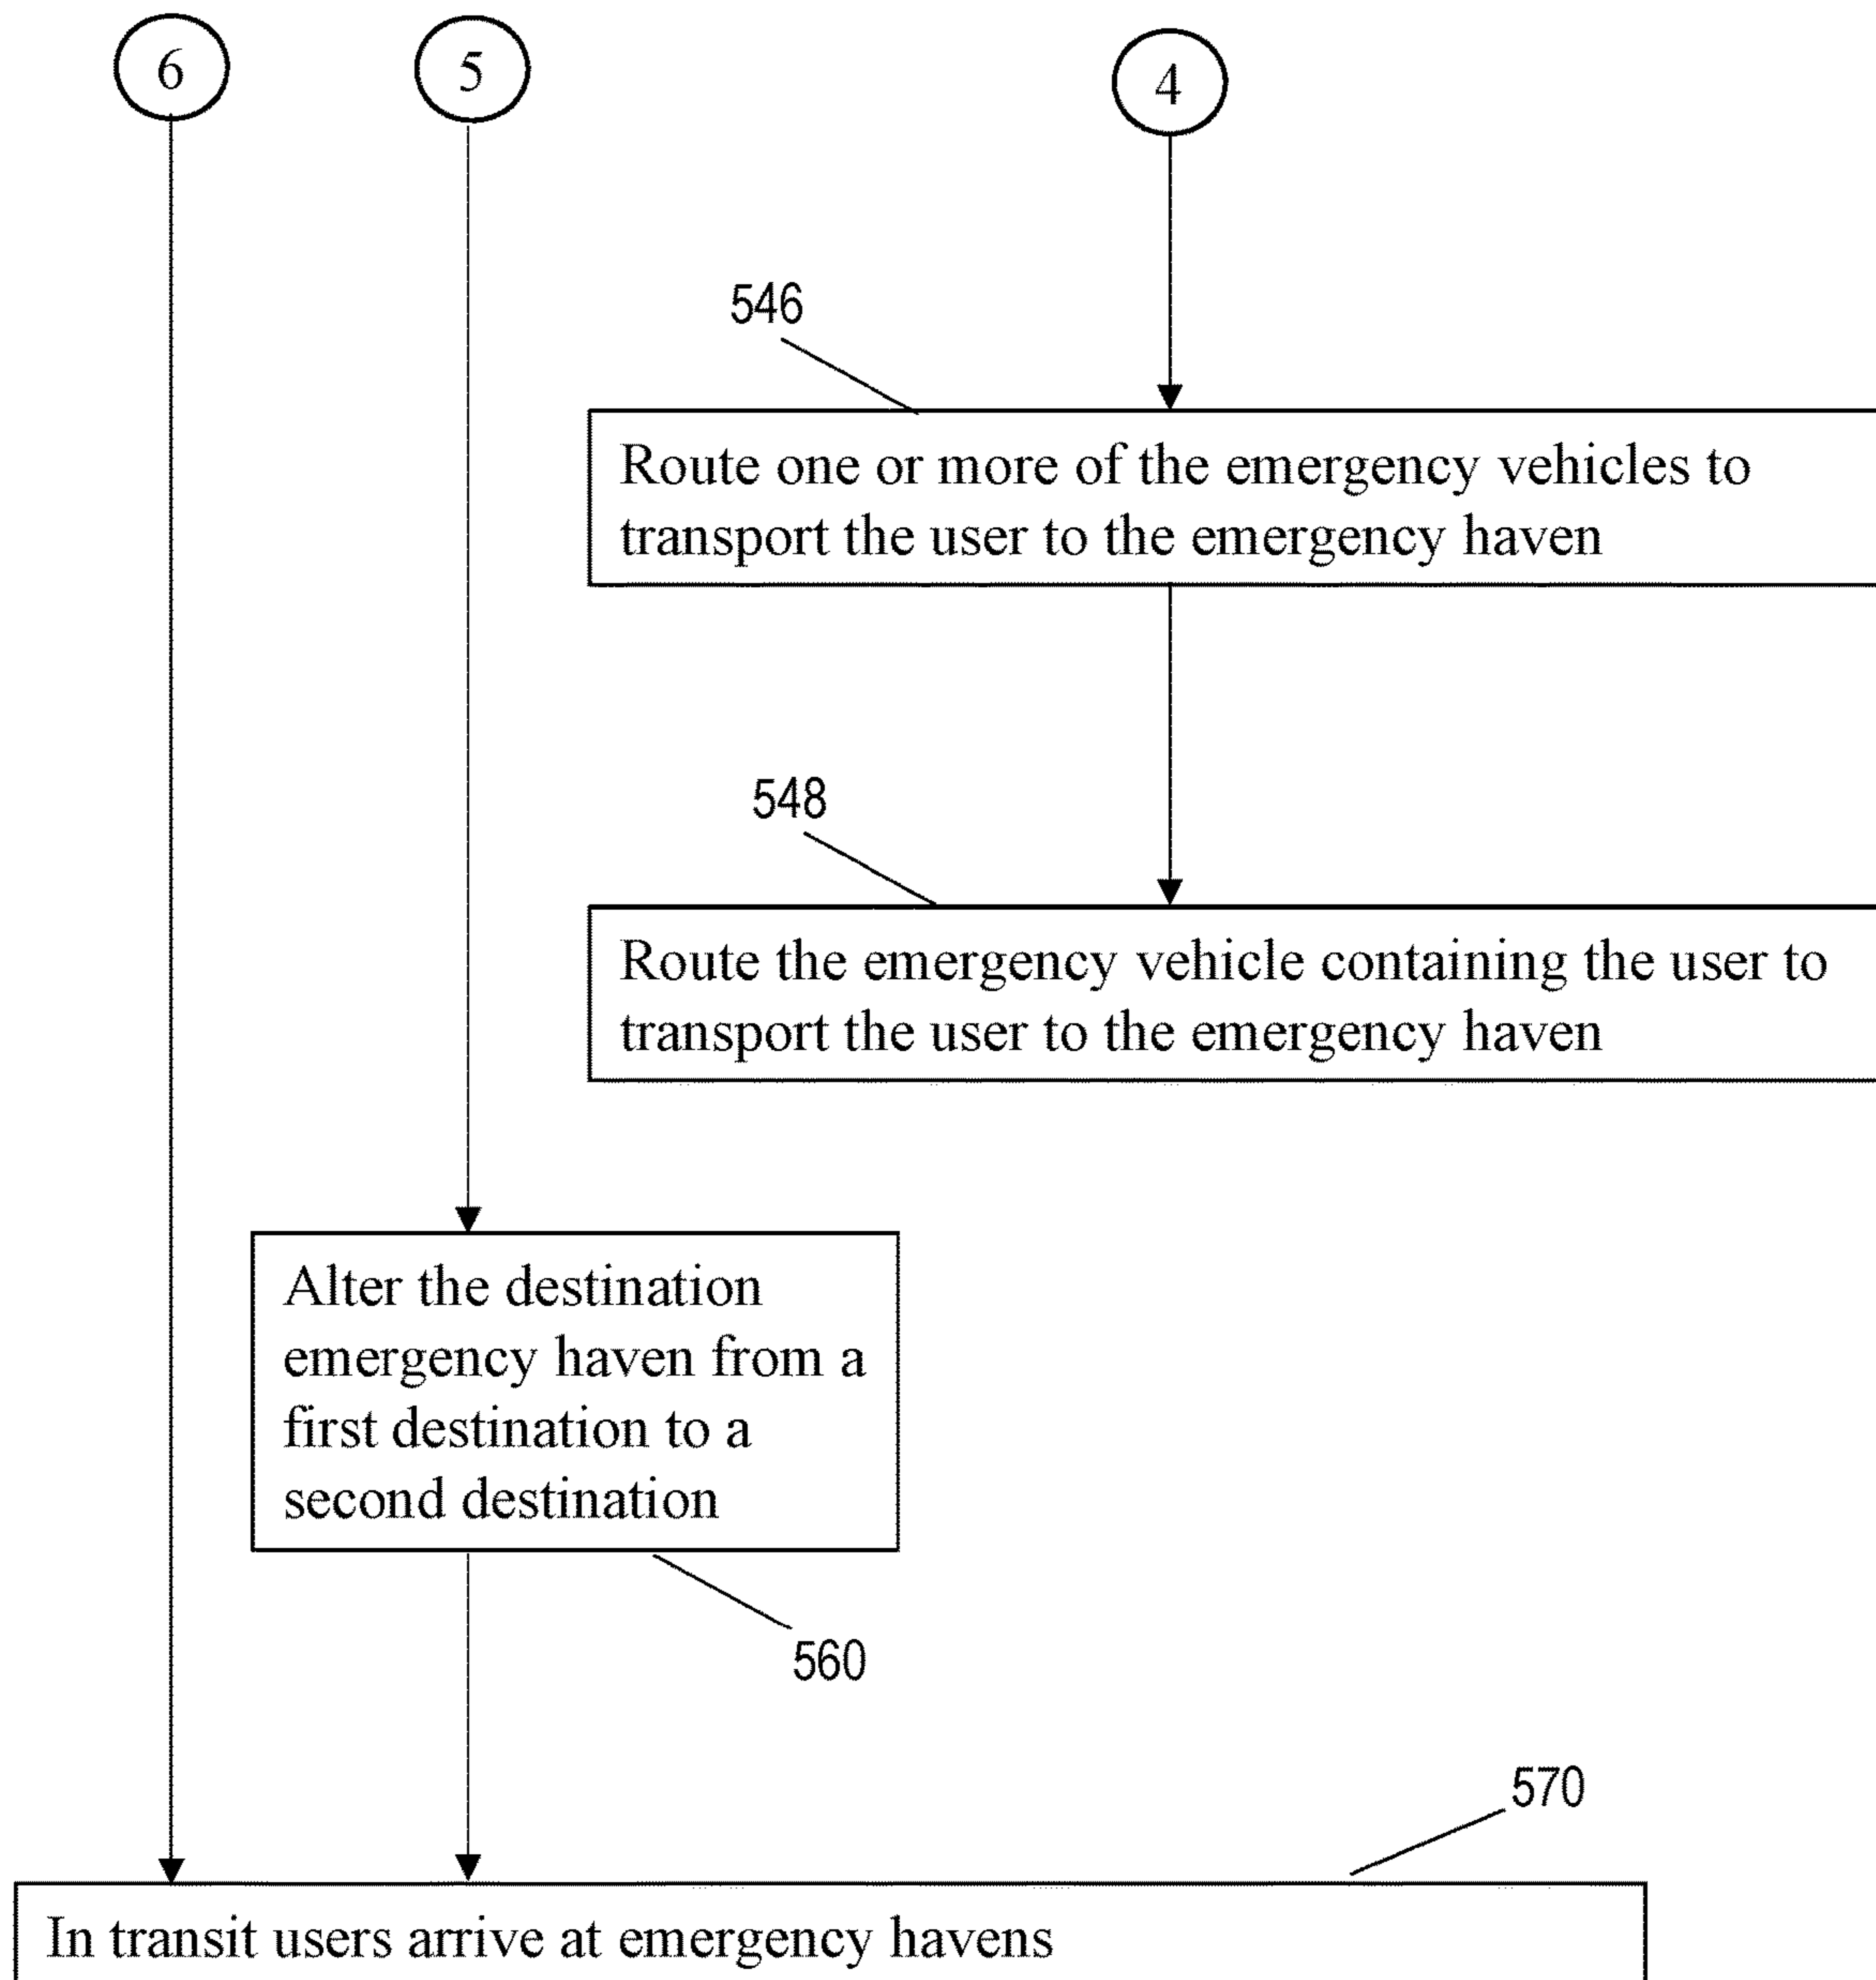 6
5
4
546
Route one or more of the emergency vehicles to
transport the user to the emergency haven
548
Route the emergency vehicle containing the user to
transport the user to the emergency haven
Alter the destination
emergency haven from a
first destination to a
second destination
560
570
In transit users arrive at emergency havens